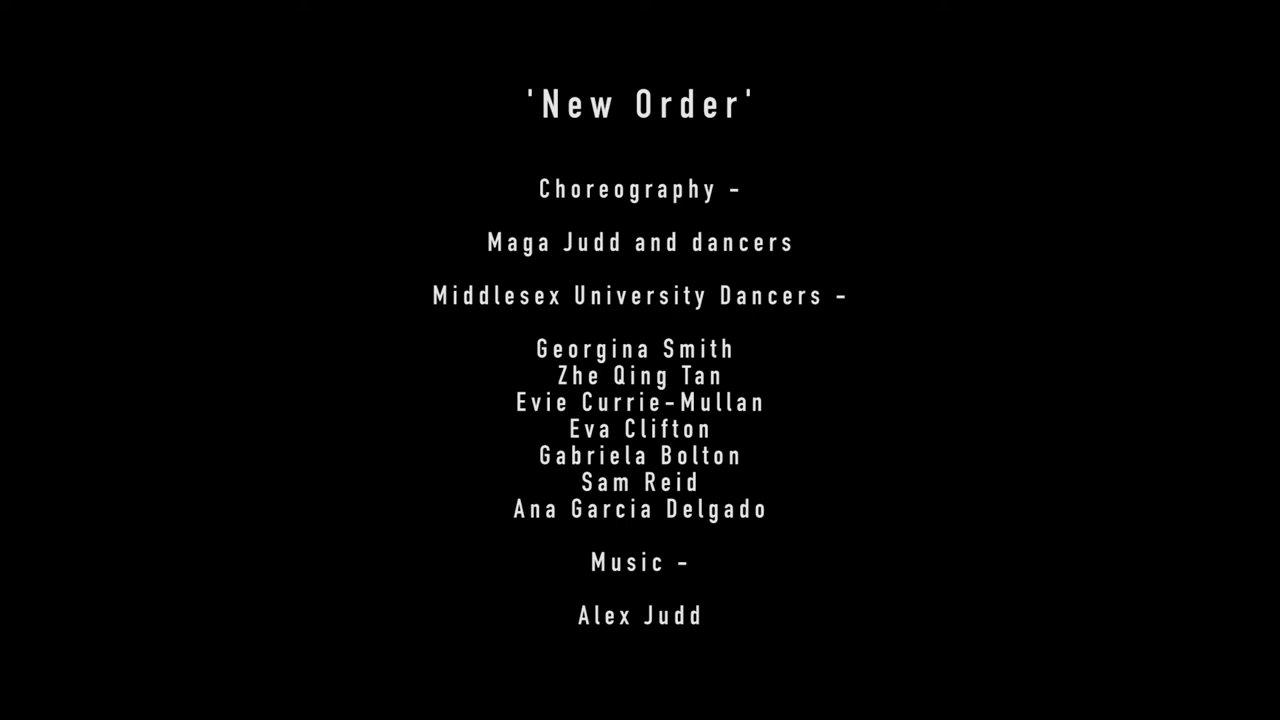 'New Order'
Choreography -
Maga Judd and dancers
Middlesex University Dancers -
Georgina Smith
Zhe Qing Tan
Evie Currie-Mullan
Eva Clifton
Gabriela Bolton
Sam Reid
Ana Garcia Delgado
Music -
Alex Judd